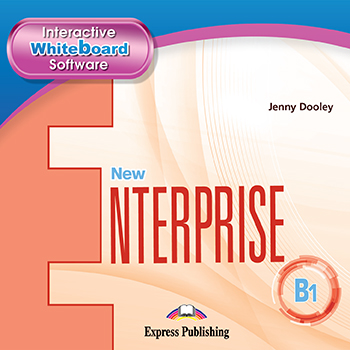 Interactive
Whiteboard
Software
Jenny Dooley
New
ENTERPRISE
B1
Express Publishing